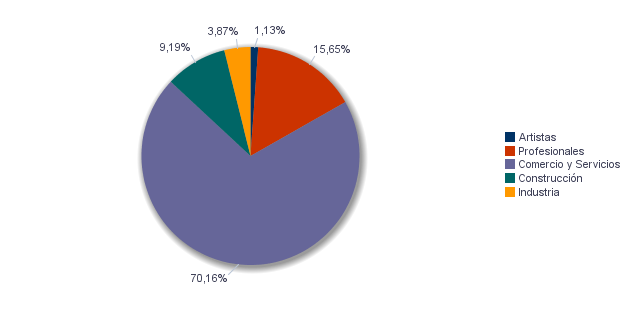 3,87%
1,13%
9,19%
15,65%
70,16%
Artistas
Profesionales
Comercio y Servicios
Construcción
Industria